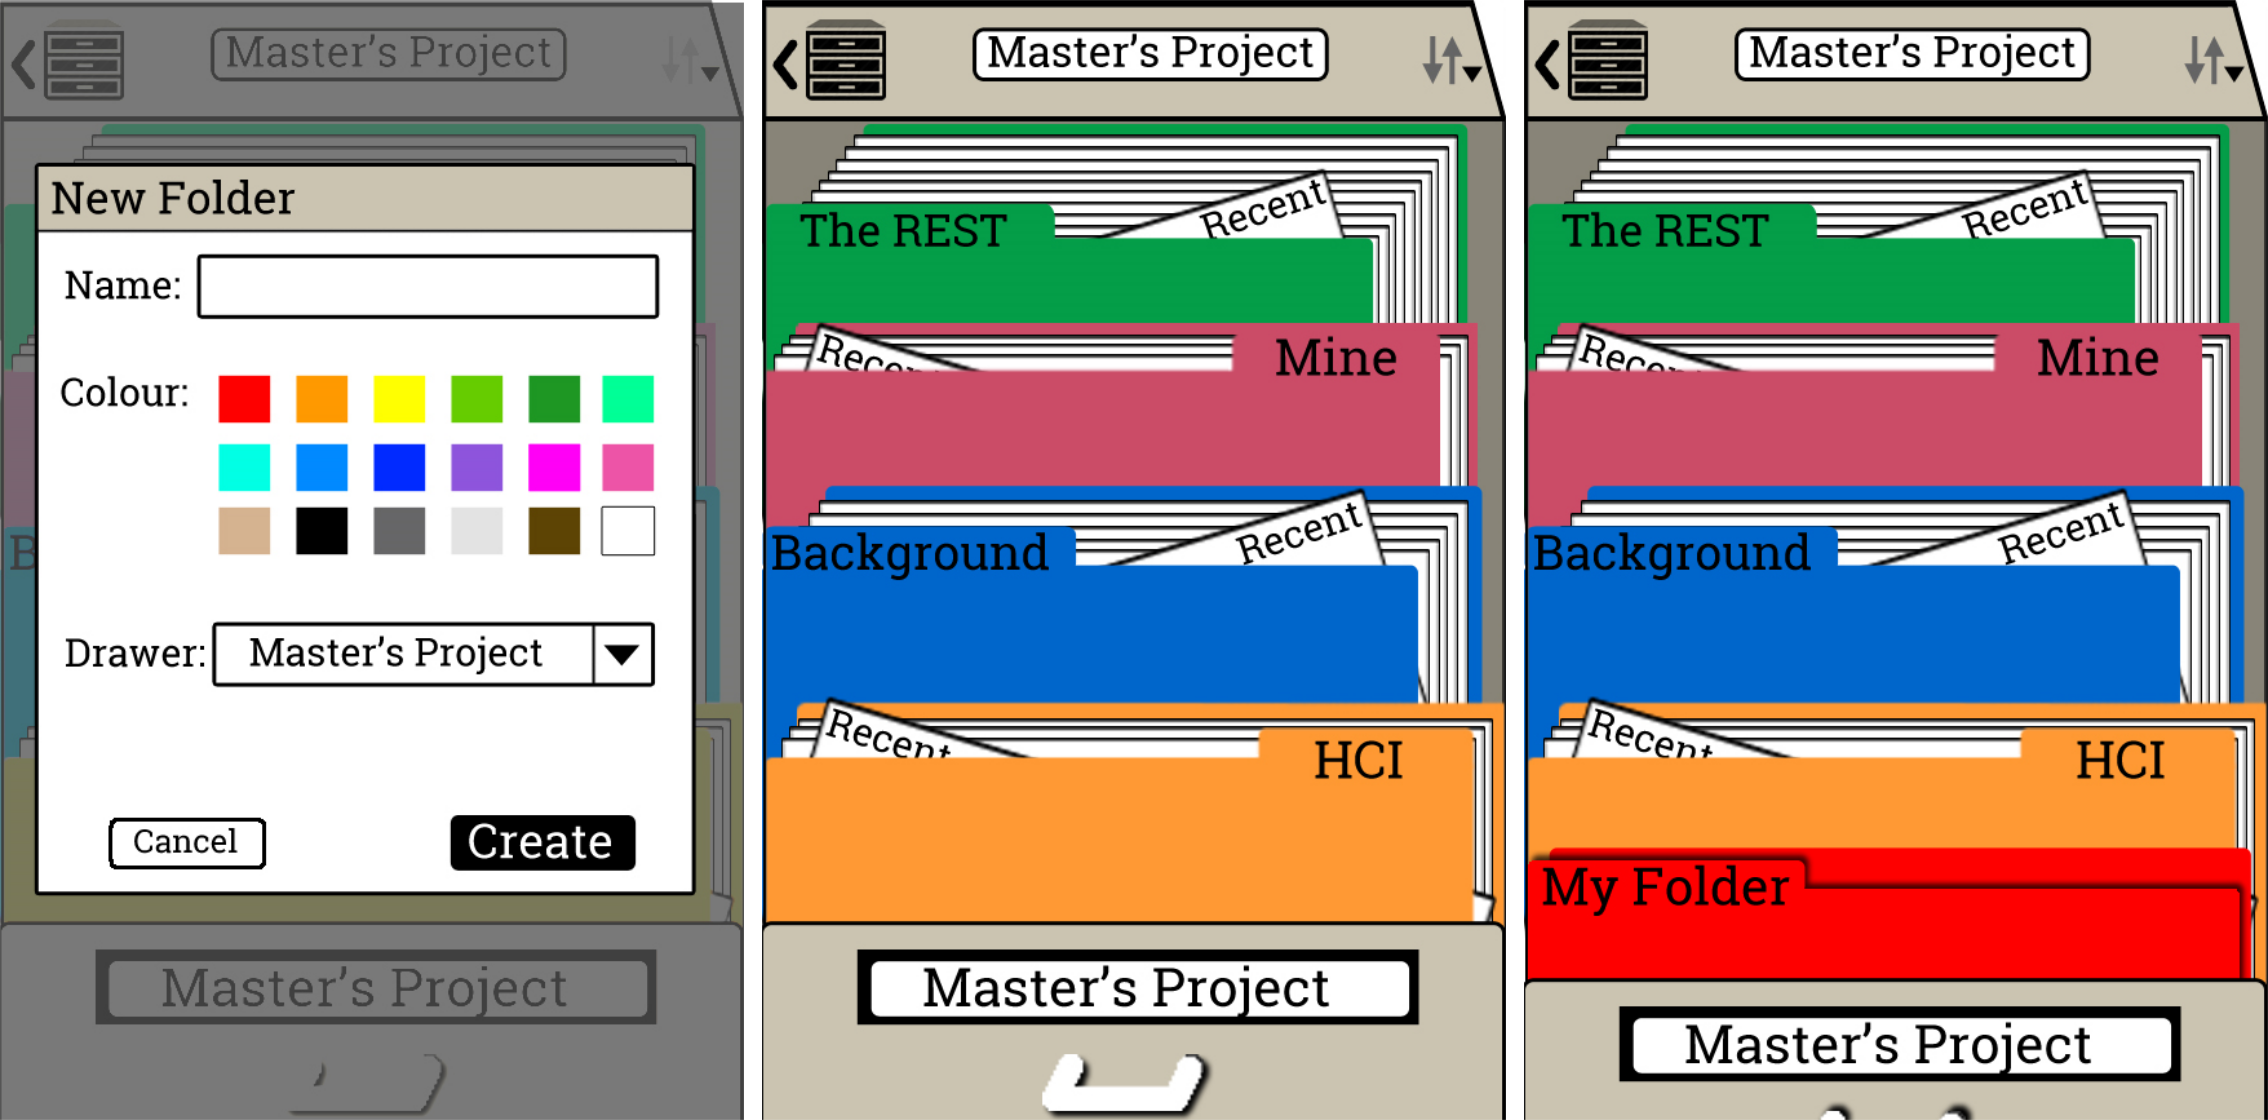 Master's Project
New Folder
Name:
Colour:
B
Drawer: Master's Project
Cancel
Create
Master's Project
Master's Project
Recent
The REST
Recent
Mine
Recent
Background
Recent
HCI
Master's Project
Master's Project
Recent
The REST
Recent
Mine
Recent
Background
Recent
HCI
My Folder
Master's Project